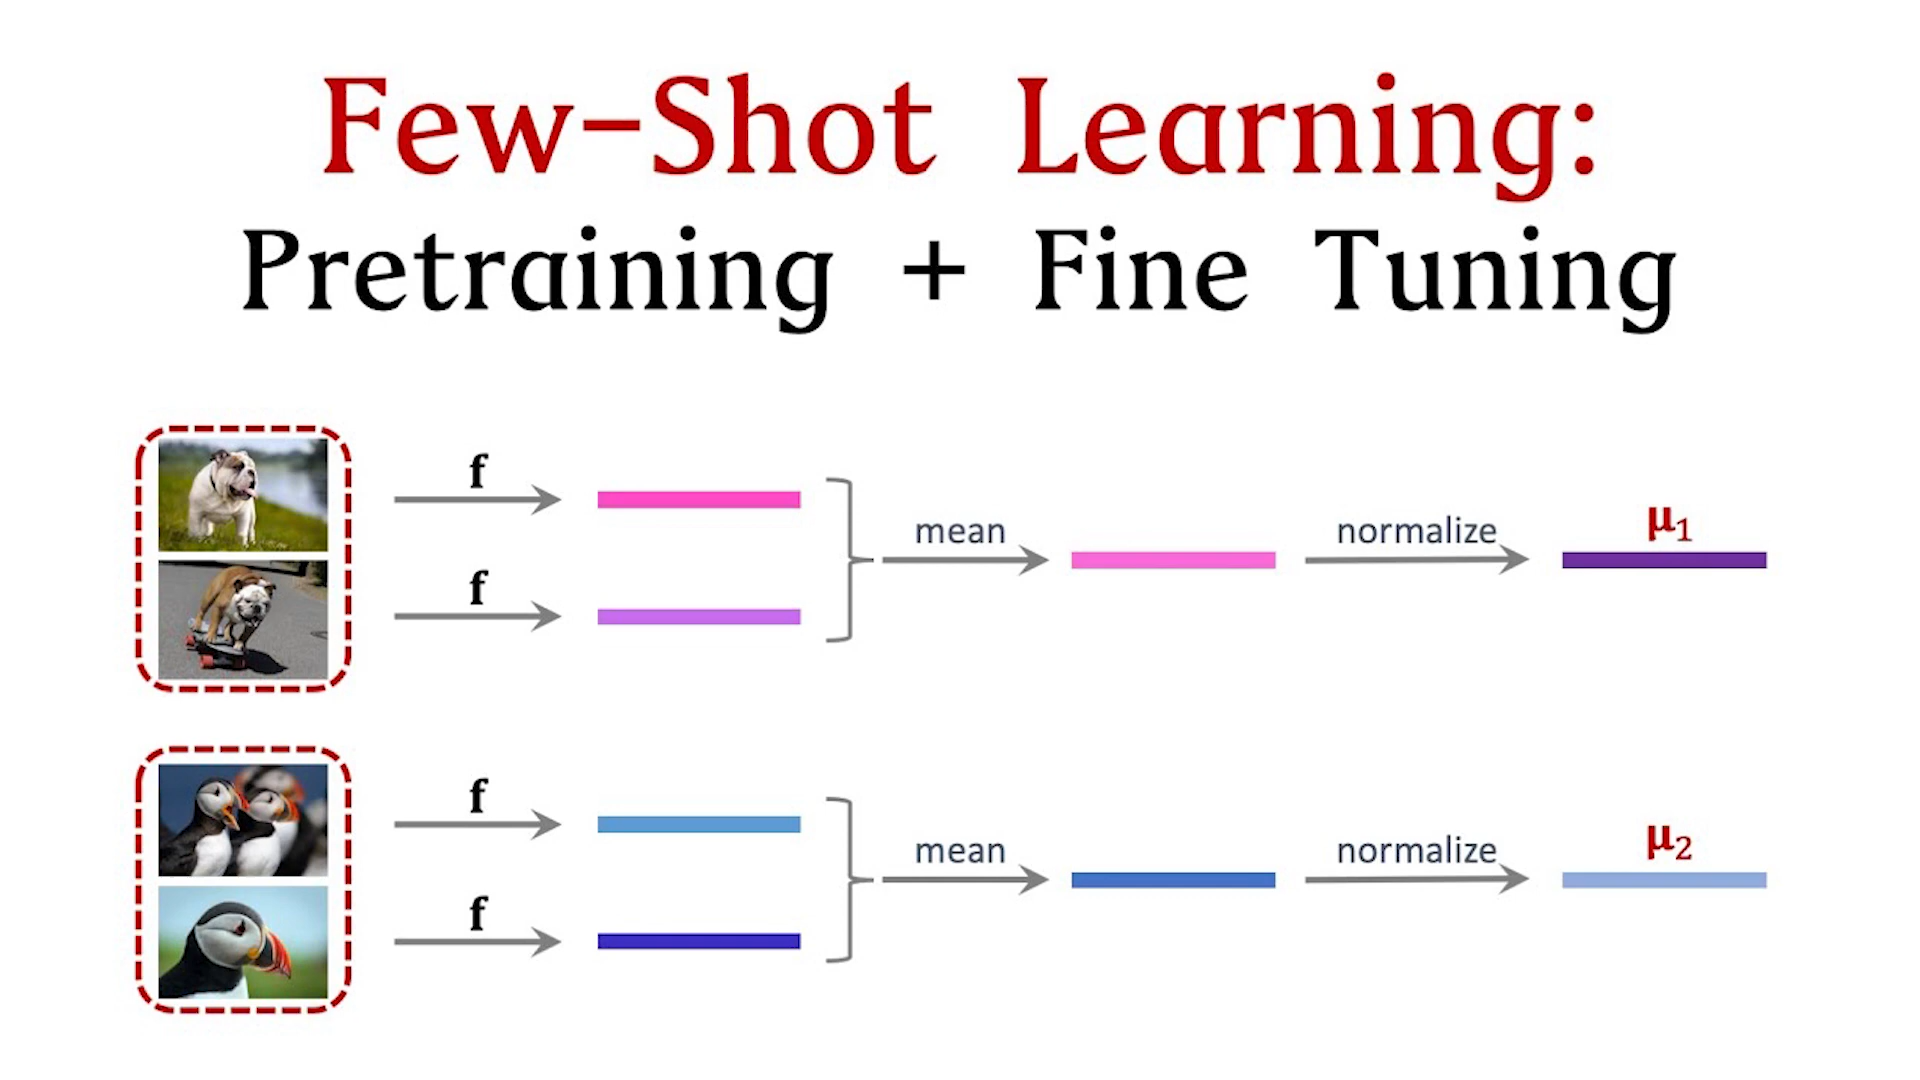 Few-Shot Learning:
Pretraining + Fine Tuning
f
f
mean
normalize
μ1
f
f
mean
normalize
μ2